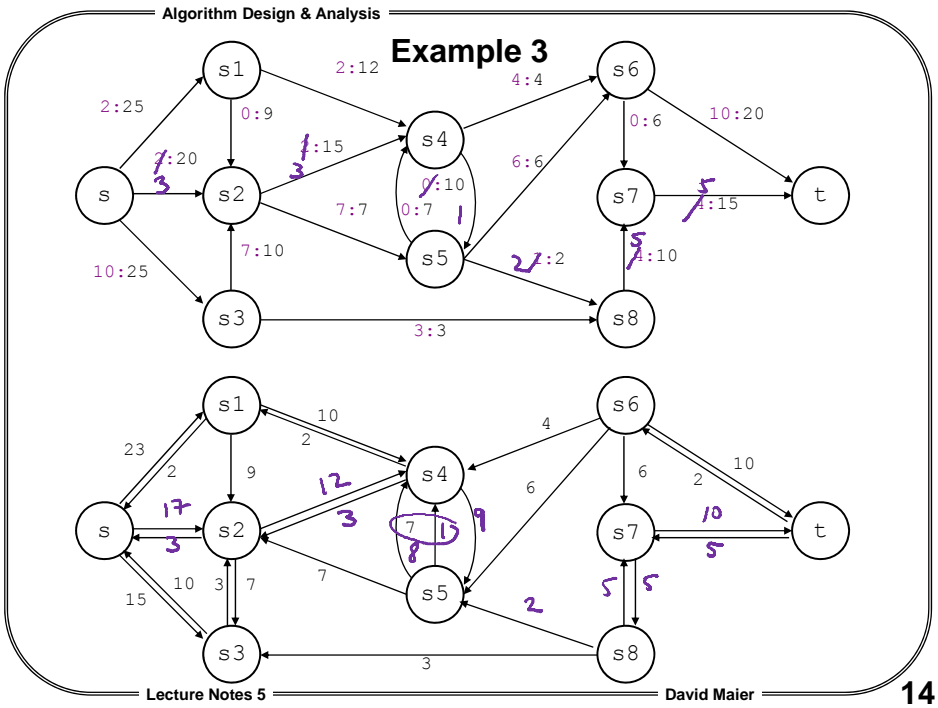 Algorithm Design & Analysis
Example 3
s1
2:12
4:4
s6
2:25
0:9
s4
0:6
10:20
2:20
3
s
s2
2:15
3
0:10
1
6:6
s7
5
4:15
t
7:7
0:7
s5
2 1:2
5
4:10
7:10
10:25
s3
3:3
s8
s1
10
2
4
s6
23
2
9
12
3
s4
6
6
10
2
s
17
3
s2
7 1
8
9
s7
10
5
t
7
s5
10
15
3
7
2
5
5
s3
3
s8
Lecture Notes 5
David Maier
14